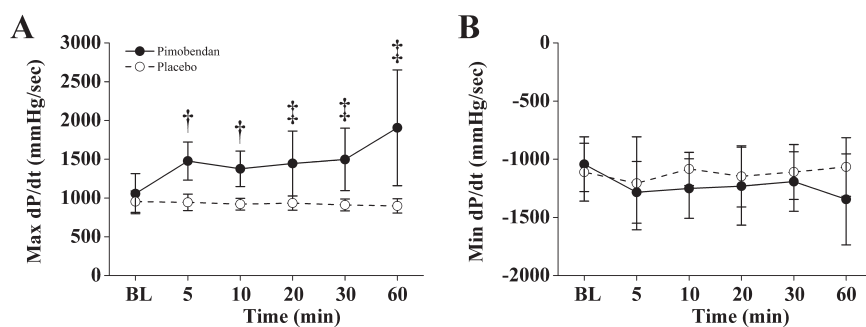 A
Max dP/dt (mmHg/sec)
3000
2500
2000
1500
1000
500
0
Pimobendan
Placebo
† † ‡ ‡ ‡
BL 5 10 20 30 60
Time (min)
B
Min dP/dt (mmHg/sec)
0
-500
-1000
-1500
-2000
BL 5 10 20 30 60
Time (min)